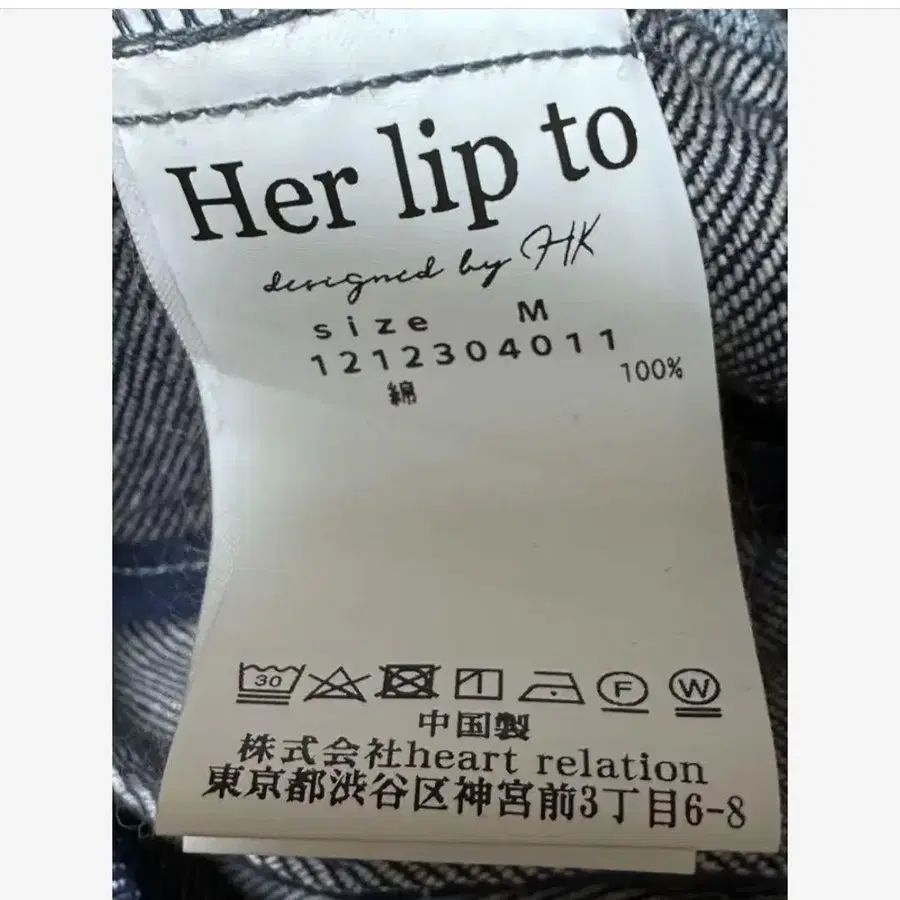 Her lip to
designed by HK
size M
1212304011
綿 100%
30 F W
中国製
株式会社heart relation
東京都渋谷区神宮前3丁目6-8